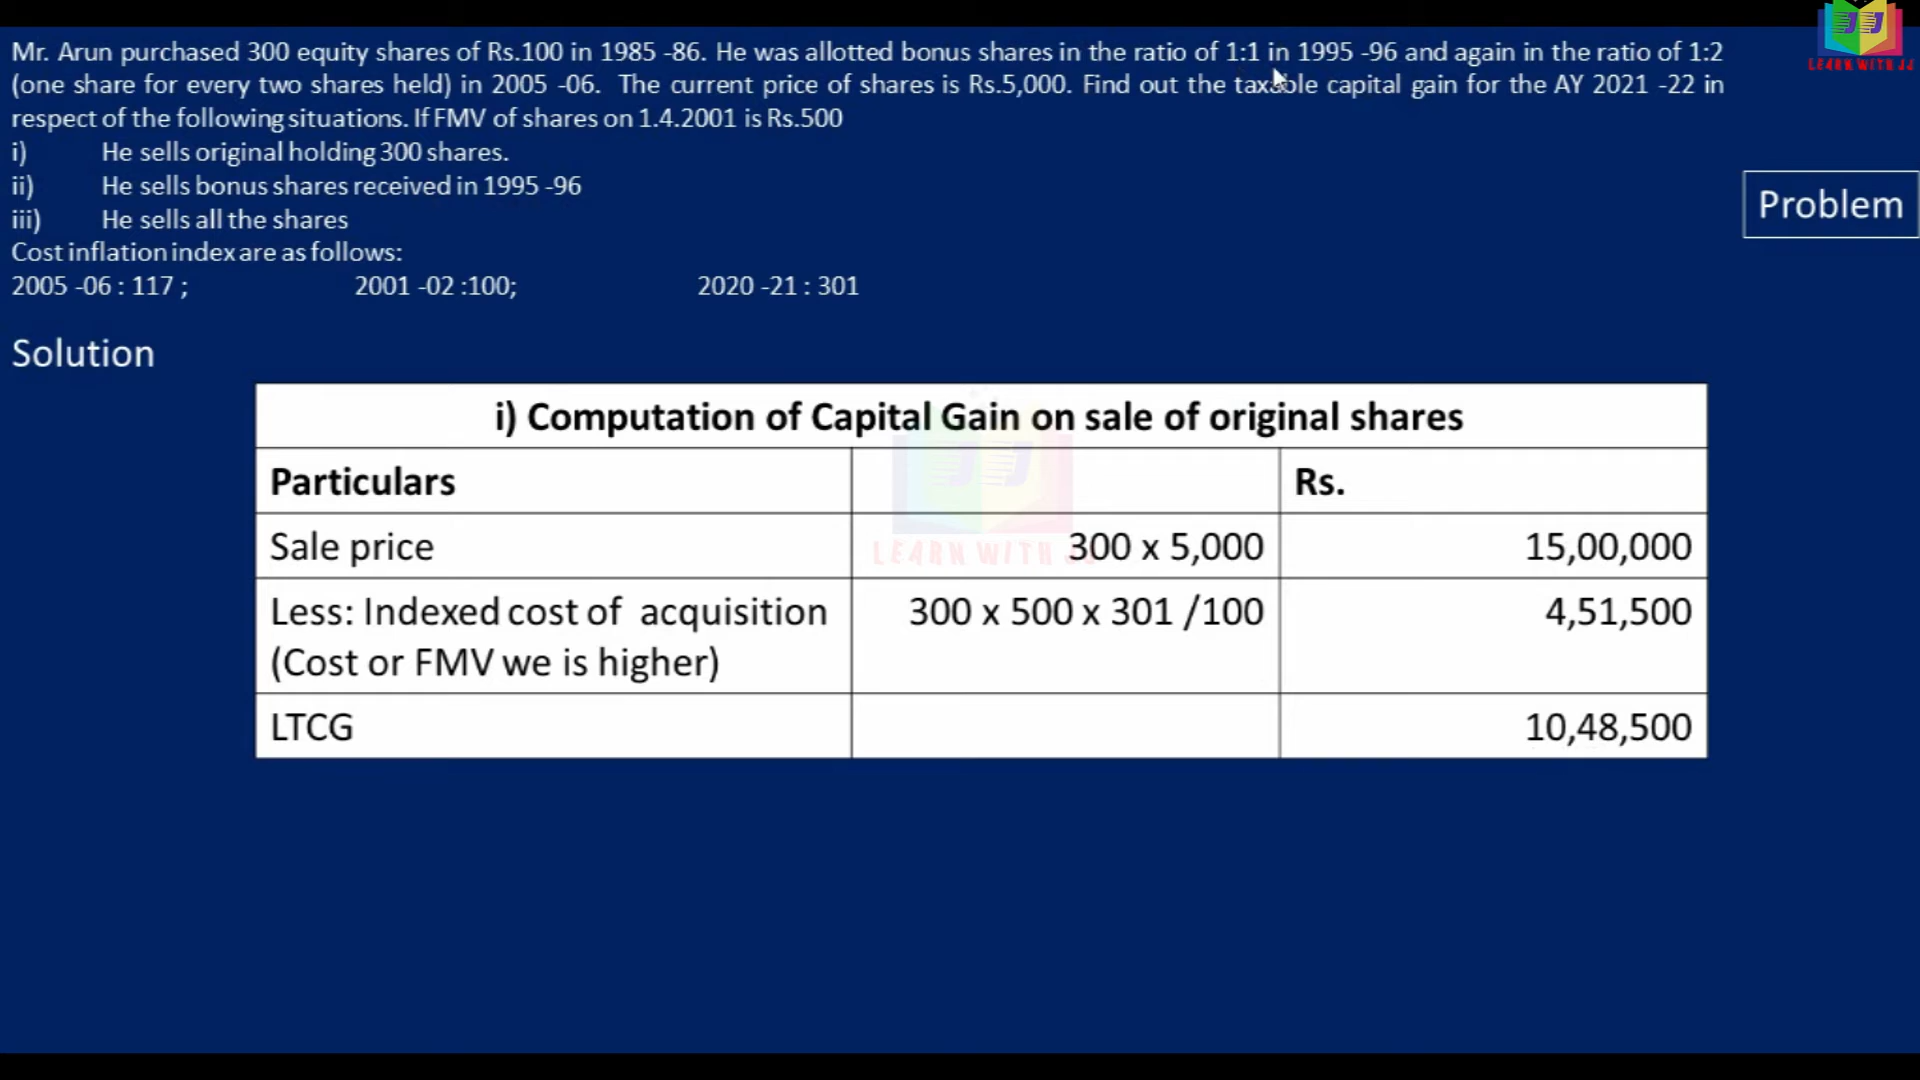 LEARN WITH JJ
Mr. Arun purchased 300 equity shares of Rs.100 in 1985 -86. He was allotted bonus shares in the ratio of 1:1 in 1995 -96 and again in the ratio of 1:2
(one share for every two shares held) in 2005 -06. The current price of shares is Rs.5,000. Find out the taxable capital gain for the AY 2021 -22 in
respect of the following situations. If FMV of shares on 1.4.2001 is Rs.500
i) He sells original holding 300 shares.
ii) He sells bonus shares received in 1995 -96
iii) He sells all the shares
Problem
Cost inflation index are as follows:
2005 -06 : 117 ; 2001 -02 :100; 2020 -21 : 301
Solution
i) Computation of Capital Gain on sale of original shares
Particulars Rs.
Sale price 300 x 5,000 15,00,000
Less: Indexed cost of acquisition 300 x 500 x 301 /100 4,51,500
(Cost or FMV we is higher)
LTCG 10,48,500
LEARN WITH JJ